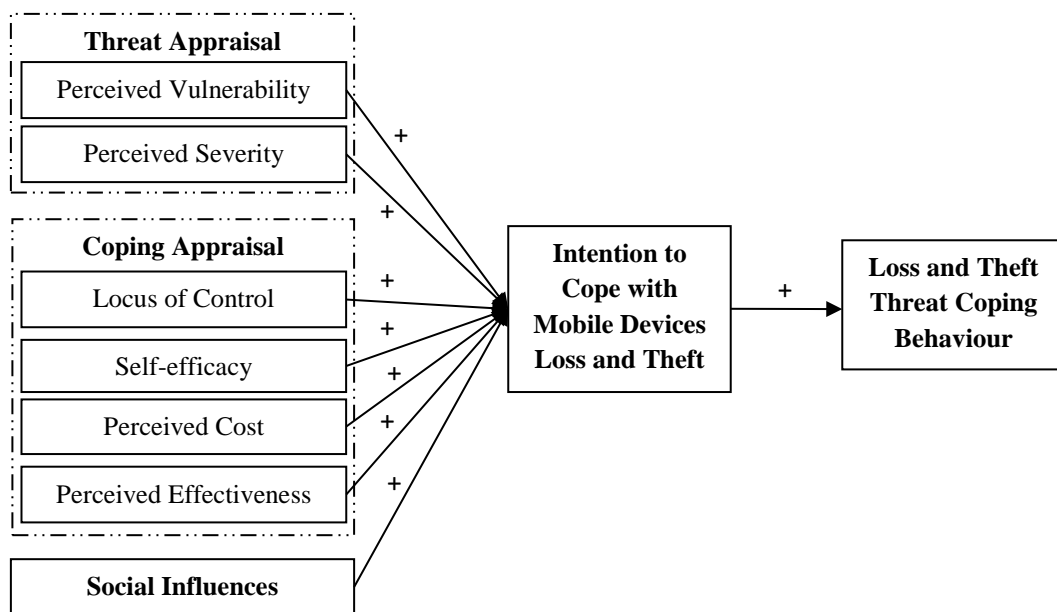 Threat Appraisal
Perceived Vulnerability
Perceived Severity
+
+
Coping Appraisal
Locus of Control
Self-efficacy
Perceived Cost
Perceived Effectiveness
+
+
+
+
+
Social Influences
Intention to
Cope with
Mobile Devices
Loss and Theft
+
Loss and Theft
Threat Coping
Behaviour